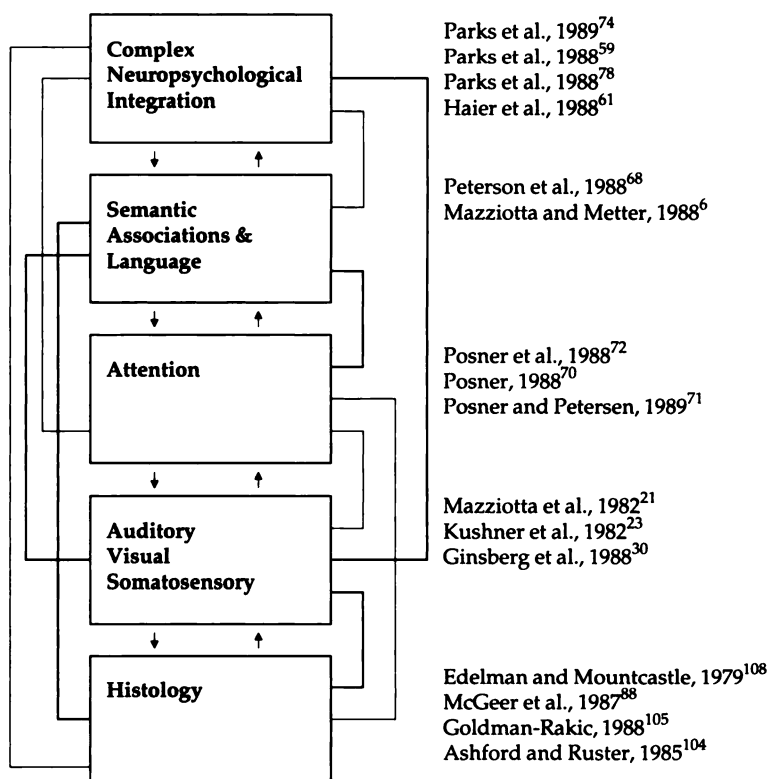 Complex
Neuropsychological
Integration
Parks et al., 1989⁷⁴
Parks et al., 1988⁵⁹
Parks et al., 1988⁷⁸
Haier et al., 1988⁶¹
Semantic
Associations &
Language
Peterson et al., 1988⁶⁸
Mazziotta and Metter, 1988⁶
Attention
Posner et al., 1988⁷²
Posner, 1988⁷⁰
Posner and Petersen, 1989⁷¹
Auditory
Visual
Somatosensory
Mazziotta et al., 1982²¹
Kushner et al., 1982²³
Ginsberg et al., 1988³⁰
Histology
Edelman and Mountcastle, 1979¹⁰⁸
McGeer et al., 1987⁸⁸
Goldman-Rakic, 1988¹⁰⁵
Ashford and Ruster, 1985¹⁰⁴